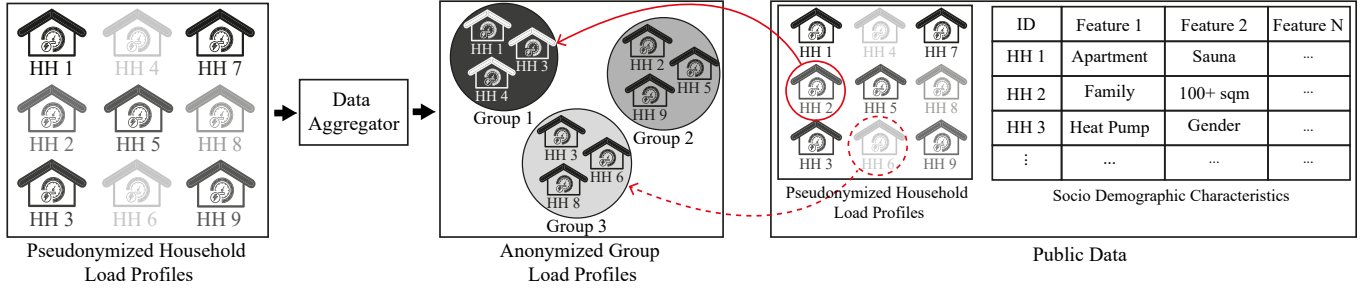 HH 1
HH 4
HH 7
HH 2
HH 5
HH 8
HH 3
HH 6
HH 9
Pseudonymized Household
Load Profiles
Data
Aggregator
HH 1
HH 3
HH 4
Group 1
HH 2
HH 5
HH 9
Group 2
HH 3
HH 6
HH 8
Group 3
Anonymized Group
Load Profiles
HH 1
HH 4
HH 7
HH 2
HH 5
HH 8
HH 3
HH 6
HH 9
Pseudonymized Household
Load Profiles
ID Feature 1 Feature 2 Feature N
HH 1 Apartment Sauna ...
HH 2 Family 100+ sqm ...
HH 3 Heat Pump Gender ...
⋮ ... ... ...
Socio Demographic Characteristics
Public Data